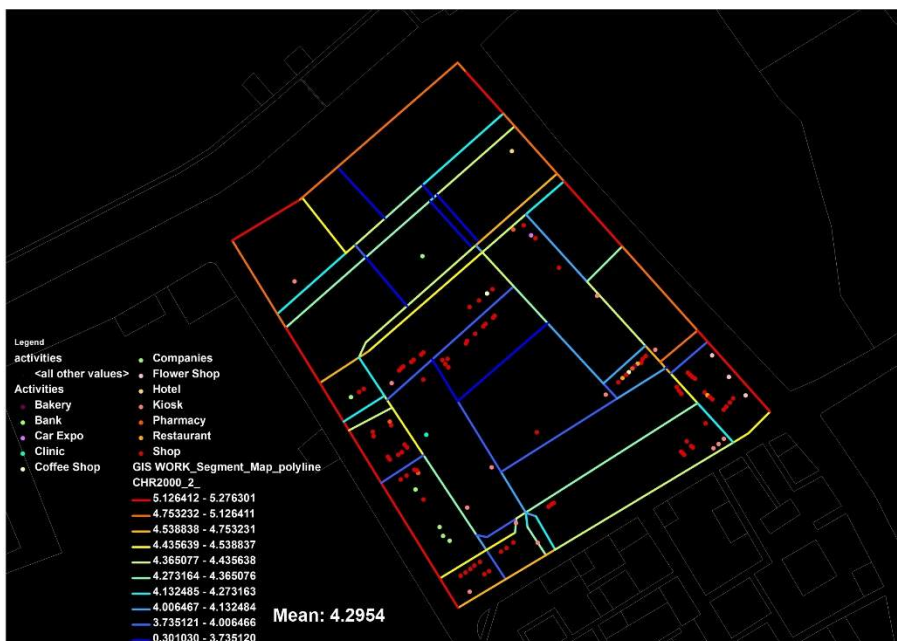 Legend
activities
<all other values>
Activities
Bakery
Bank
Car Expo
Clinic
Coffee Shop
Companies
Flower Shop
Hotel
Kiosk
Pharmacy
Restaurant
Shop
GIS WORK_Segment_Map_polyline
CHR2000_2_
5.126412 - 5.276301
4.753232 - 5.126411
4.538838 - 4.753231
4.435639 - 4.538837
4.365077 - 4.435638
4.273164 - 4.365076
4.132485 - 4.273163
4.006467 - 4.132484
3.735121 - 4.006466
0.301030 - 3.735120
Mean: 4.2954